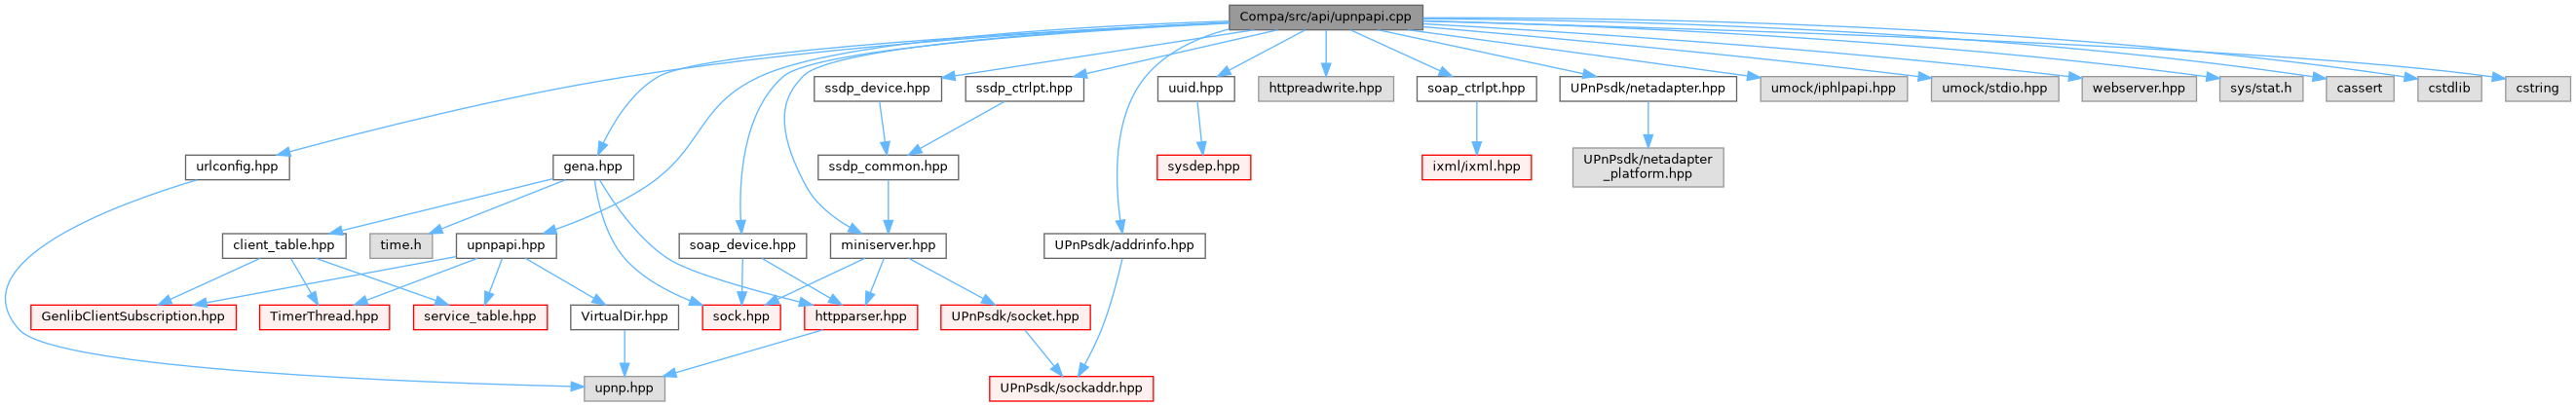 Compa/src/api/upnpapi.cpp
ssdp_device.hpp
ssdp_ctrlpt.hpp
uuid.hpp
httpreadwrite.hpp
soap_ctrlpt.hpp
UPnPsdk/netadapter.hpp
umock/iphlpapi.hpp
umock/stdio.hpp
webserver.hpp
sys/stat.h
cassert
cstdlib
cstring
urlconfig.hpp
gena.hpp
ssdp_common.hpp
sysdep.hpp
ixml/ixml.hpp
UPnPsdk/netadapter
_platform.hpp
client_table.hpp
time.h
upnpapi.hpp
soap_device.hpp
miniserver.hpp
UPnPsdk/addrinfo.hpp
GenlibClientSubscription.hpp
TimerThread.hpp
service_table.hpp
VirtualDir.hpp
sock.hpp
httpparser.hpp
UPnPsdk/socket.hpp
upnp.hpp
UPnPsdk/sockaddr.hpp